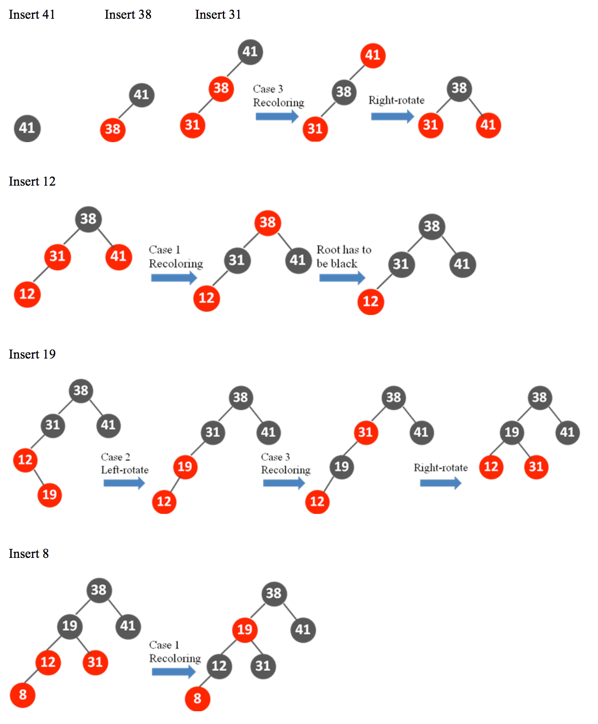 Insert 41
Insert 38
Insert 31
41
41
38
41
38
31
Case 3
Recoloring
41
38
31
Right-rotate
38
31
41
Insert 12
38
31
41
12
Case 1
Recoloring
38
31
41
12
Root has to
be black
38
31
41
12
Insert 19
38
31
41
12
19
Case 2
Left-rotate
38
31
41
19
12
Case 3
Recoloring
38
31
41
19
12
Right-rotate
38
19
41
12
31
Insert 8
38
19
41
12
31
8
Case 1
Recoloring
38
19
41
12
31
8